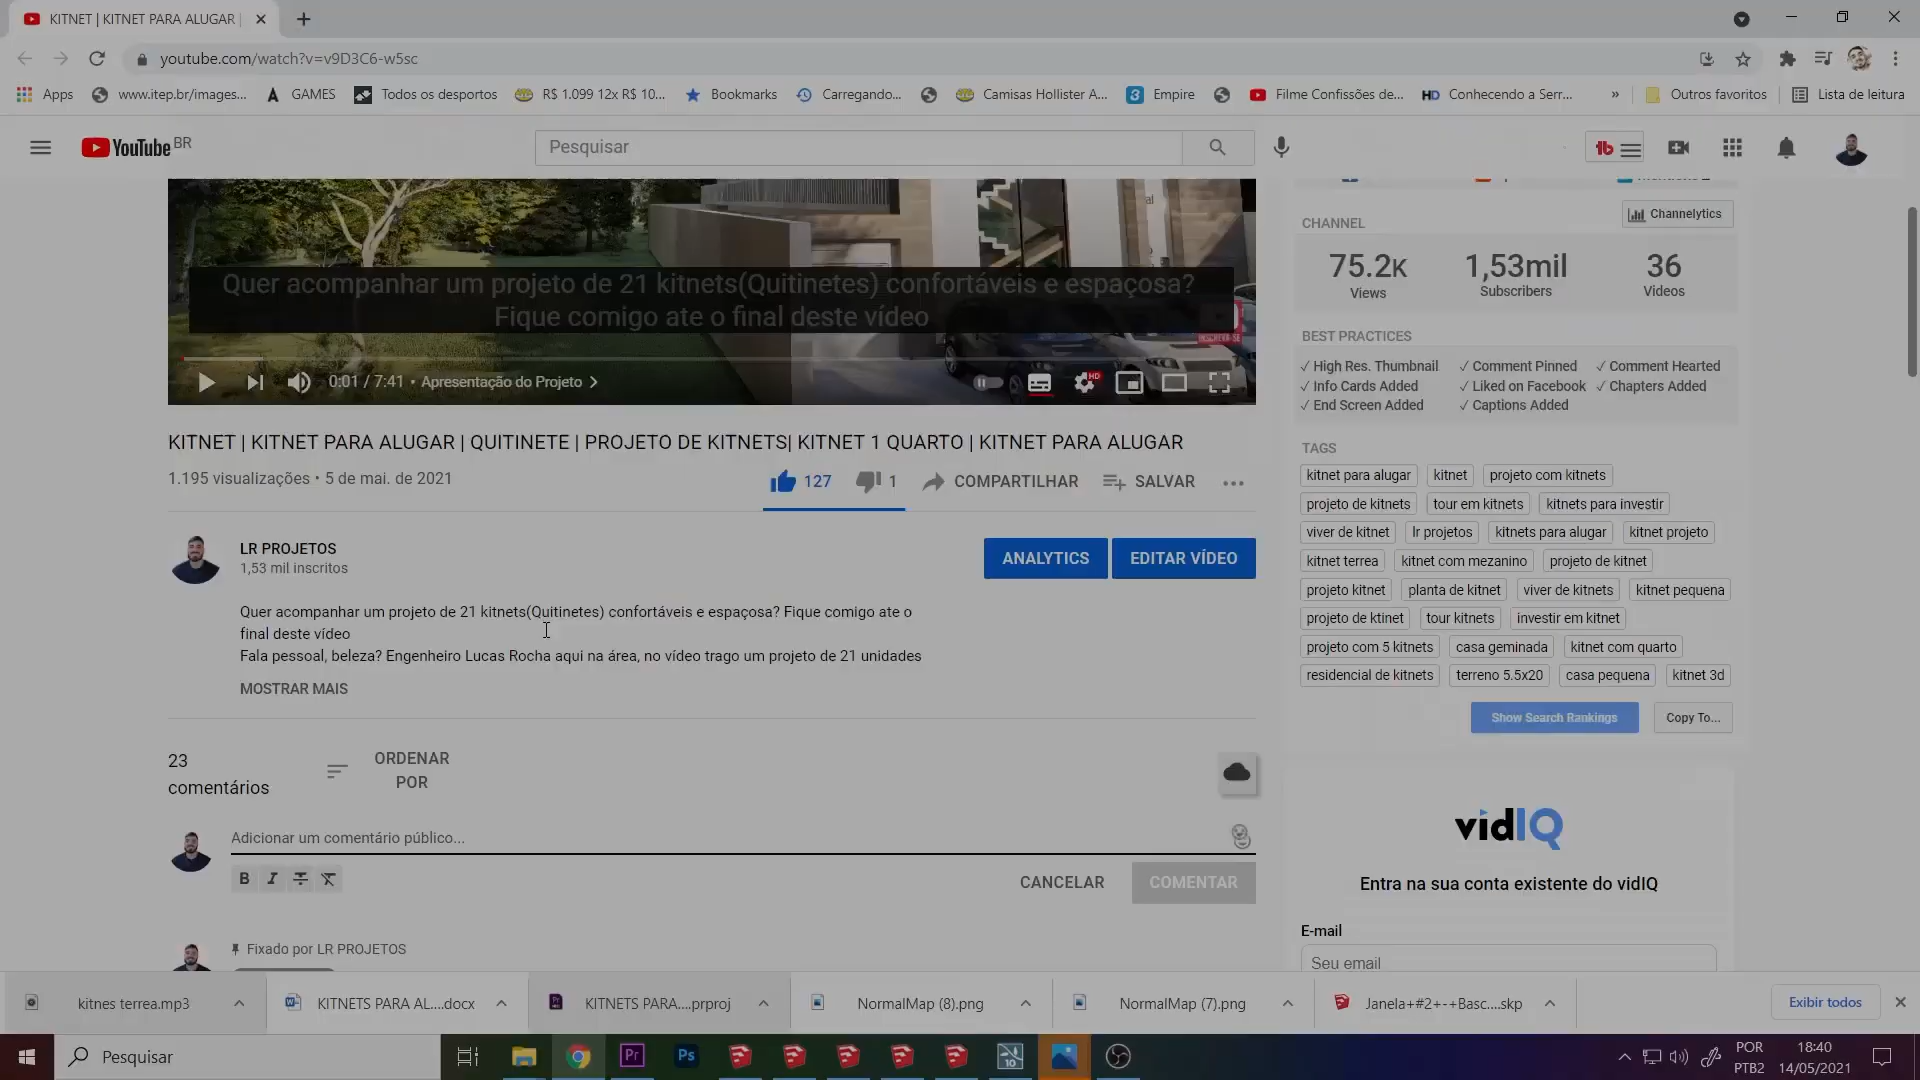 KITNET | KITNET PARA ALUGAR |
youtube.com/watch?v=v9D3C6-w5sc
Apps
www.itep.br/images...
GAMES
Todos os desportos
R$ 1.099 12x R$ 10...
Bookmarks
Carregando...
Camisas Hollister A...
Empire
Filme Confissões de...
Conhecendo a Serr...
»
Outros favoritos
Lista de leitura
YouTube BR
Pesquisar
Quer acompanhar um projeto de 21 kitnets(Quitinetes) confortáveis e espaçosa?
Fique comigo ate o final deste vídeo
INSCREVA-SE
0:01 / 7:41 • Apresentação do Projeto
KITNET | KITNET PARA ALUGAR | QUITINETE | PROJETO DE KITNETS| KITNET 1 QUARTO | KITNET PARA ALUGAR
1.195 visualizações • 5 de mai. de 2021
127
1
COMPARTILHAR
SALVAR
LR PROJETOS
1,53 mil inscritos
ANALYTICS
EDITAR VÍDEO
Quer acompanhar um projeto de 21 kitnets(Quitinetes) confortáveis e espaçosa? Fique comigo ate o
final deste vídeo
Fala pessoal, beleza? Engenheiro Lucas Rocha aqui na área, no vídeo trago um projeto de 21 unidades
MOSTRAR MAIS
23
comentários
ORDENAR
POR
Adicionar um comentário público...
B I
CANCELAR
COMENTAR
Fixado por LR PROJETOS
CHANNEL
Channelytics
75.2K
Views
1,53mil
Subscribers
36
Videos
BEST PRACTICES
✓ High Res. Thumbnail ✓ Comment Pinned ✓ Comment Hearted
✓ Info Cards Added ✓ Liked on Facebook ✓ Chapters Added
✓ End Screen Added ✓ Captions Added
TAGS
kitnet para alugar kitnet projeto com kitnets
projeto de kitnets tour em kitnets kitnets para investir
viver de kitnet lr projetos kitnets para alugar kitnet projeto
kitnet terrea kitnet com mezanino projeto de kitnet
projeto kitnet planta de kitnet viver de kitnets kitnet pequena
projeto de ktinet tour kitnets investir em kitnet
projeto com 5 kitnets casa geminada kitnet com quarto
residencial de kitnets terreno 5.5x20 casa pequena kitnet 3d
Show Search Rankings
Copy To...
vidIQ
Entra na sua conta existente do vidIQ
E-mail
Seu email
kitnes terrea.mp3
KITNETS PARA AL....docx
KITNETS PARA....prproj
NormalMap (8).png
NormalMap (7).png
Janela+#2+-+Basc....skp
Exibir todos
Pesquisar
Pr
Ps
10
POR
PTB2
18:40
14/05/2021